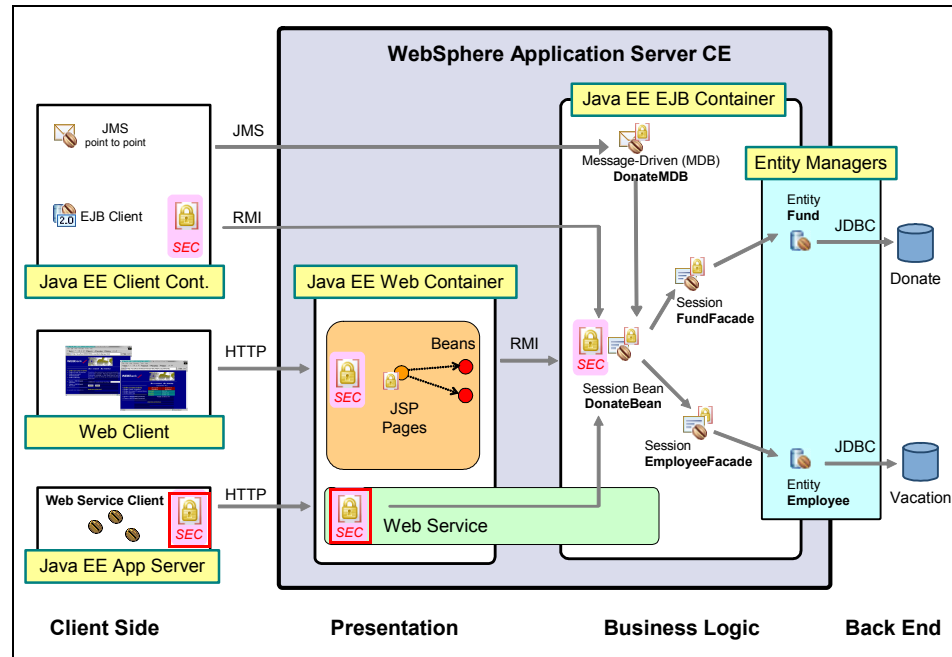 WebSphere Application Server CE
Java EE EJB Container
JMS
point to point
JMS
Message-Driven (MDB)
DonateMDB
Entity Managers
2.0
EJB Client
SEC
RMI
Java EE Client Cont.
Entity
Fund
JDBC
Donate
Java EE Web Container
Session
FundFacade
HTTP
SEC
Beans
JSP
Pages
RMI
SEC
Session Bean
DonateBean
Web Client
Session
EmployeeFacade
JDBC
Entity
Employee
Vacation
Web Service Client
SEC
HTTP
SEC
Web Service
Java EE App Server
Client Side
Presentation
Business Logic
Back End